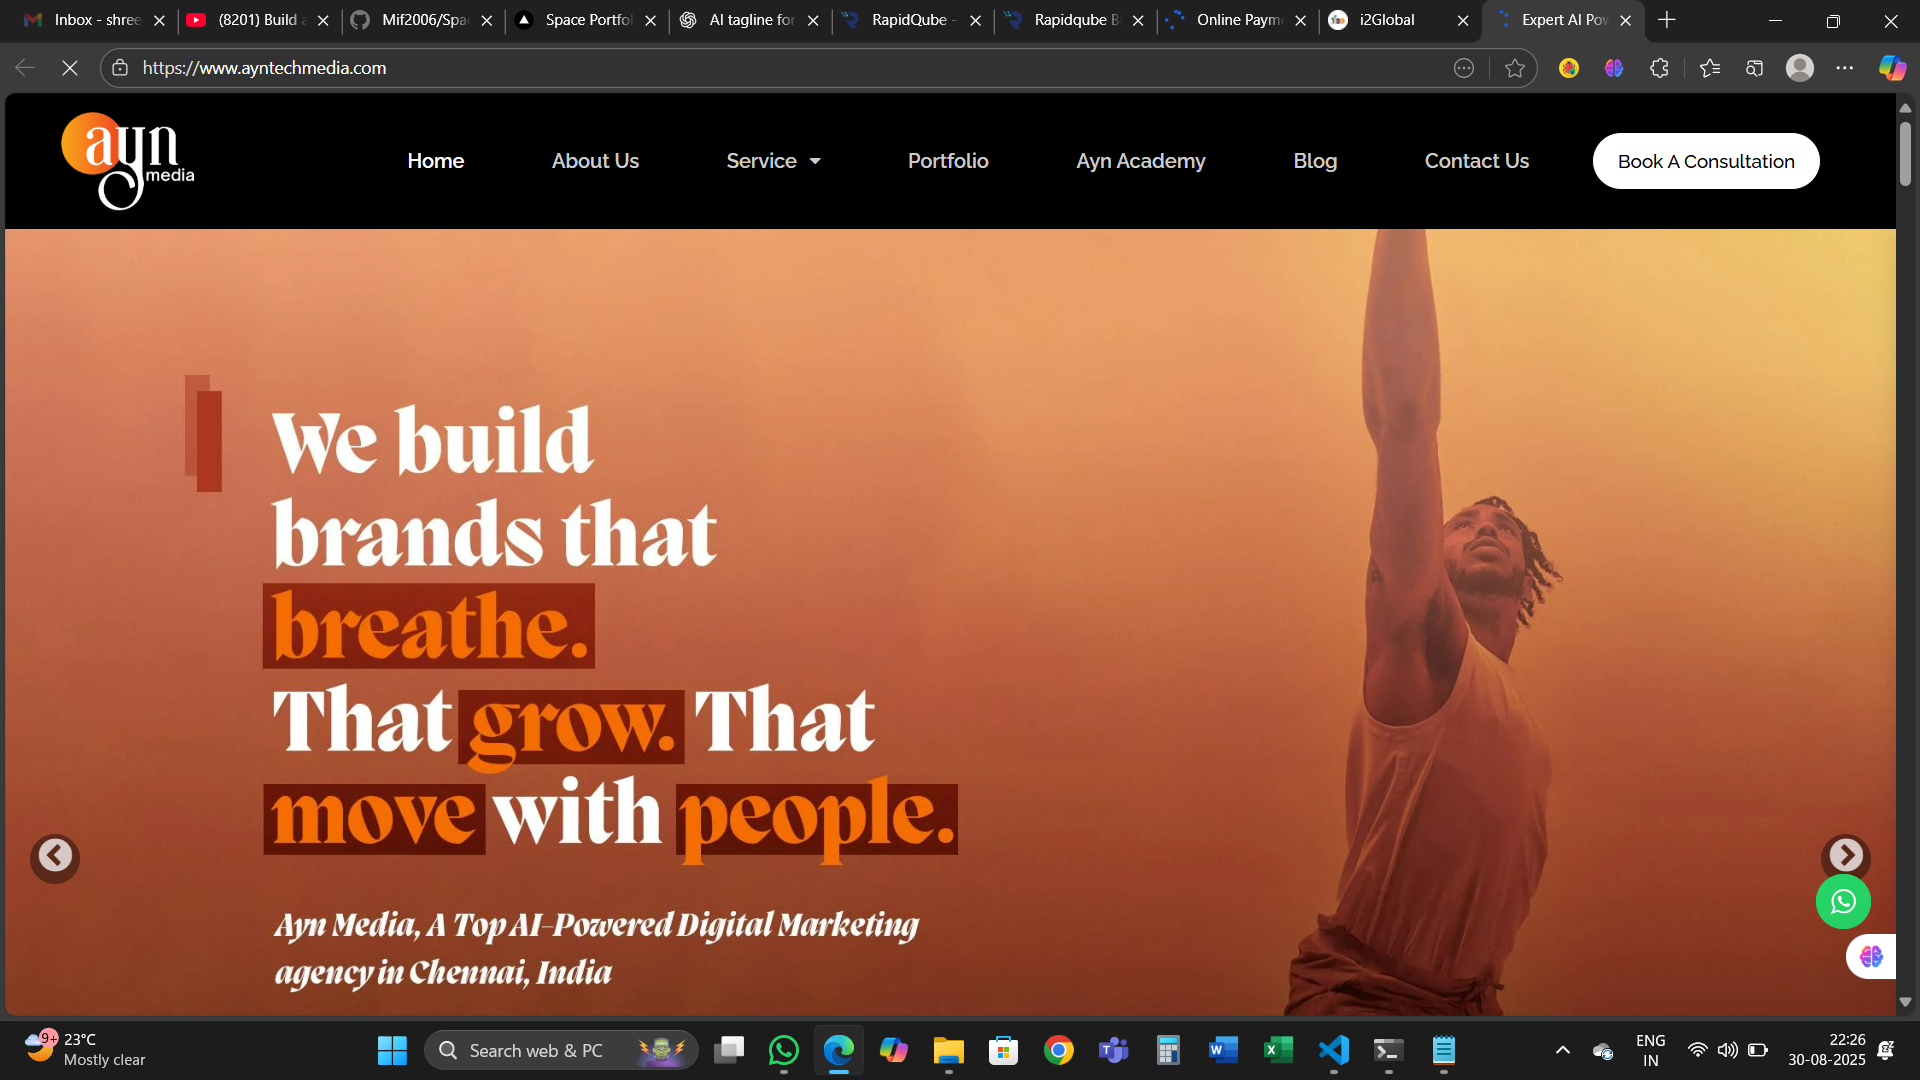 Inbox - shree
(8201) Build a
Mif2006/Spac
Space Portfol
AI tagline for
RapidQube -
Rapidqube Bl
Online Payme
i2Global
Expert AI Pow
https://www.ayntechmedia.com
ayn
media
Home
About Us
Service
Portfolio
Ayn Academy
Blog
Contact Us
Book A Consultation
We build
brands that
breathe.
That grow. That
move with people.
Ayn Media, A Top AI-Powered Digital Marketing
agency in Chennai, India
9+
23°C
Mostly clear
Search web & PC
ENG
IN
22:26
30-08-2025